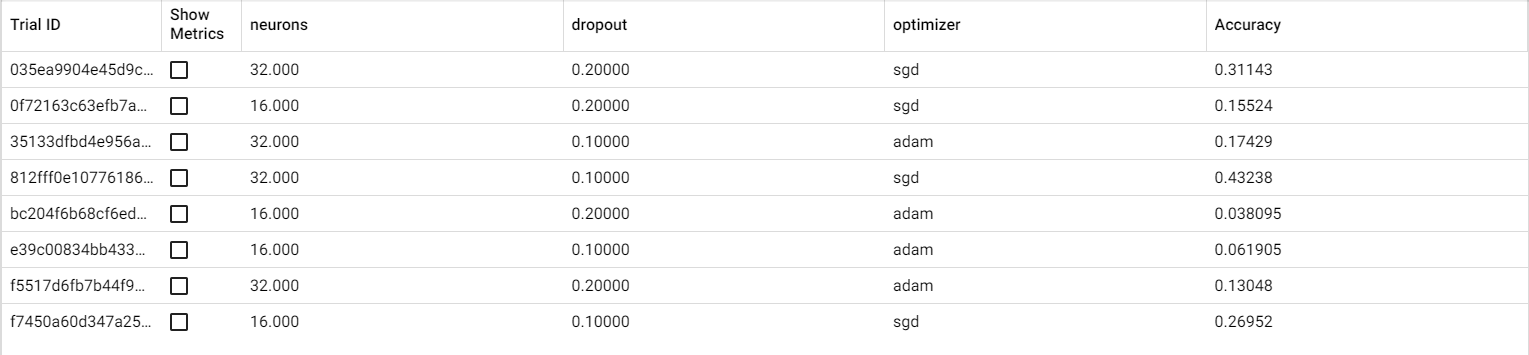 Trial ID Show Metrics neurons dropout optimizer Accuracy
035ea9904e45d9c... 32.000 0.20000 sgd 0.31143
0f72163c63efb7a... 16.000 0.20000 sgd 0.15524
35133dfbd4e956a... 32.000 0.10000 adam 0.17429
812fff0e10776186... 32.000 0.10000 sgd 0.43238
bc204f6b68cf6ed... 16.000 0.20000 adam 0.038095
e39c00834bb433... 16.000 0.10000 adam 0.061905
f5517d6fb7b44f9... 32.000 0.20000 adam 0.13048
f7450a60d347a25... 16.000 0.10000 sgd 0.26952